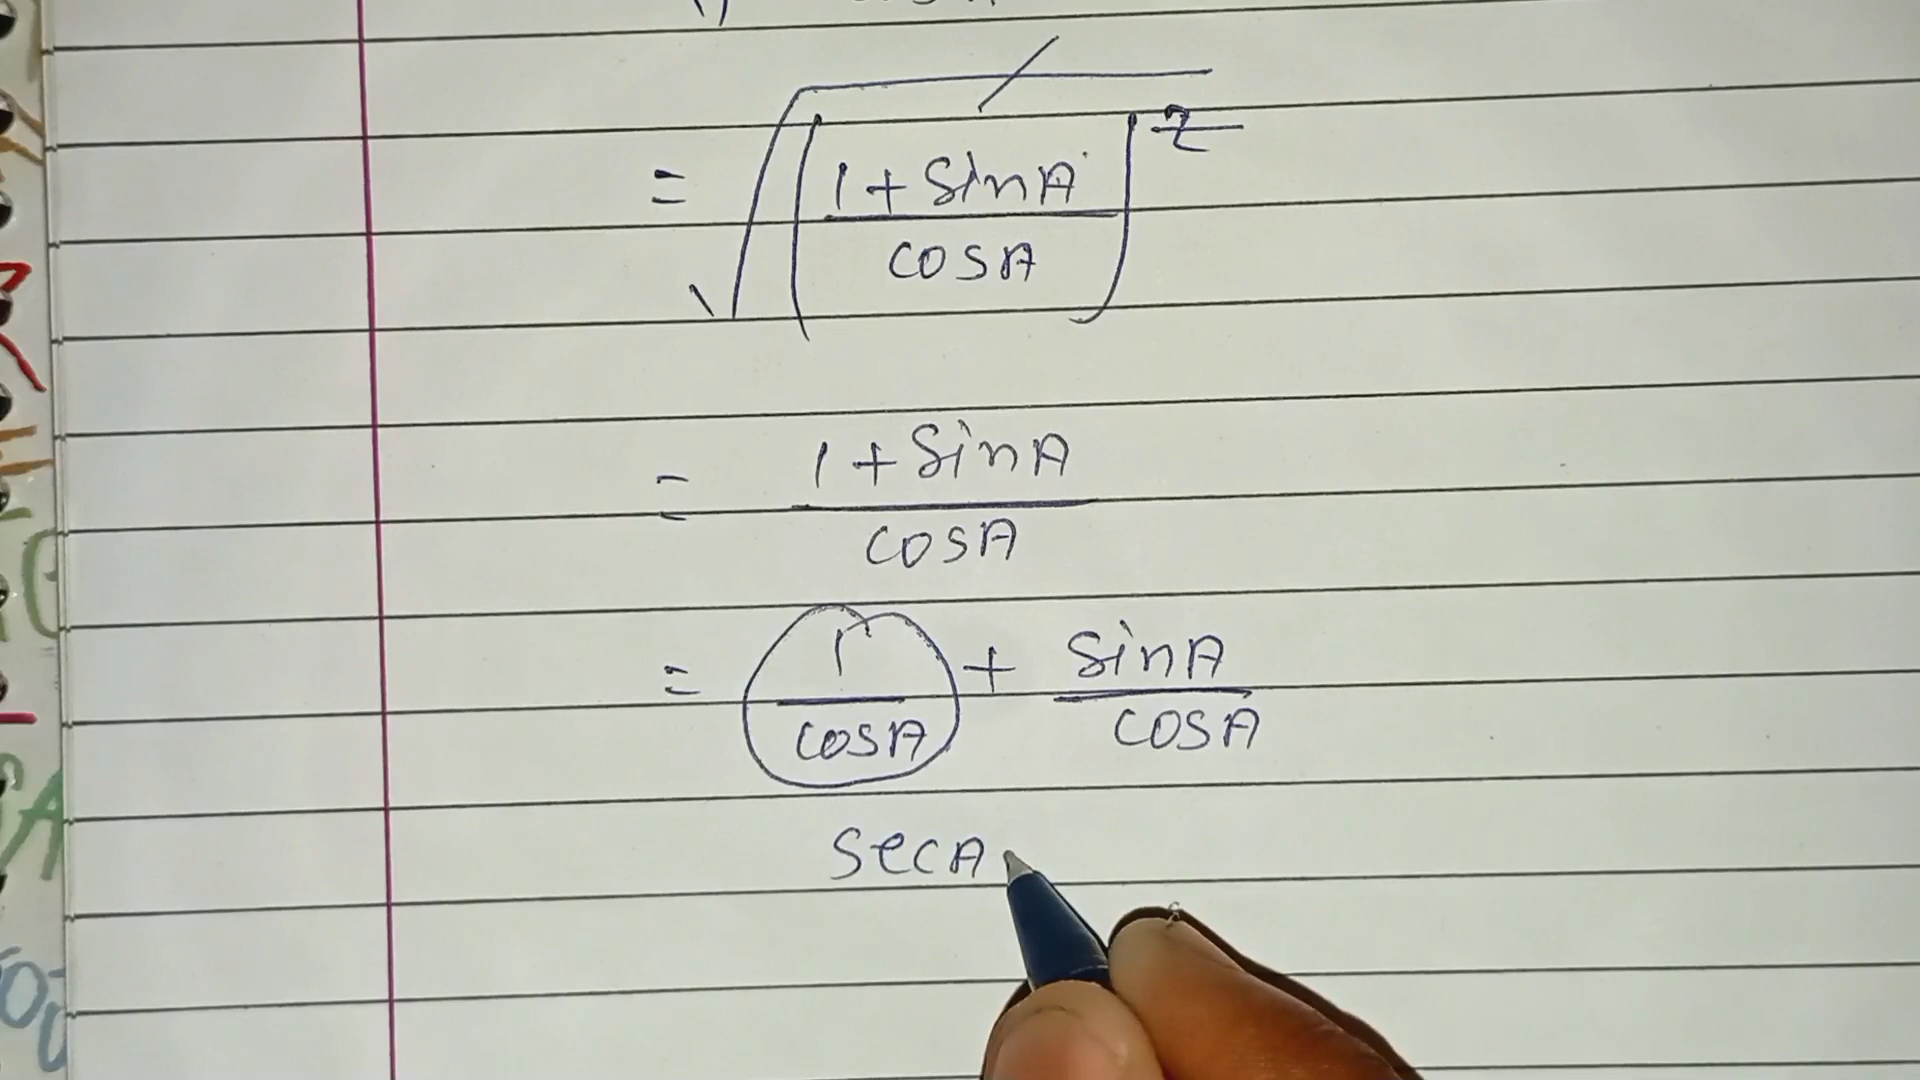 = √(1 + sinA / cosA)²
= 1 + sinA / cosA
= 1 / cosA + sinA / cosA
secA